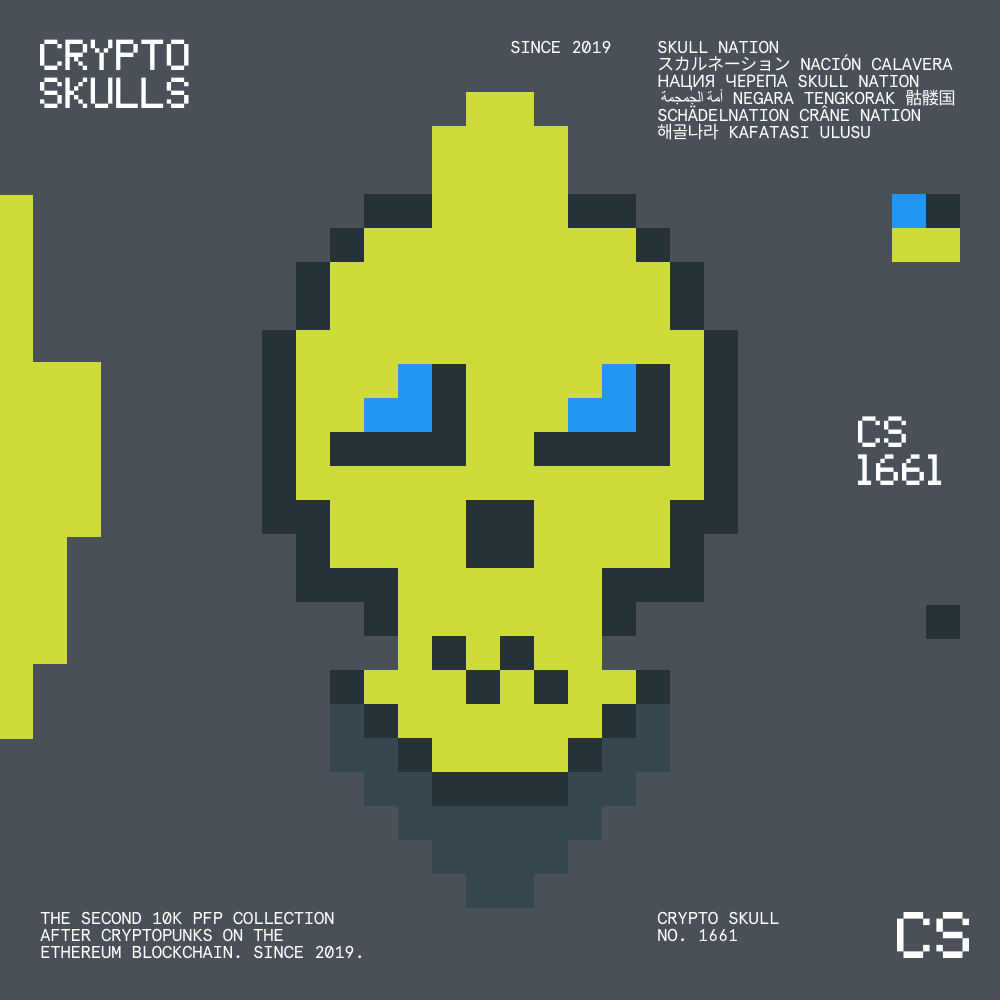 CRYPTO
SKULLS
SINCE 2019
SKULL NATION
スカルネーション NACIÓN CALAVERA
НАЦИЯ ЧЕРЕПА SKULL NATION
أمة الجمجمة NEGARA TENGKORAK 骷髅国
SCHÄDELNATION CRÂNE NATION
해골나라 KAFATASI ULUSU
CS
1661
THE SECOND 10K PFP COLLECTION
AFTER CRYPTOPUNKS ON THE
ETHEREUM BLOCKCHAIN. SINCE 2019.
CRYPTO SKULL
NO. 1661
CS